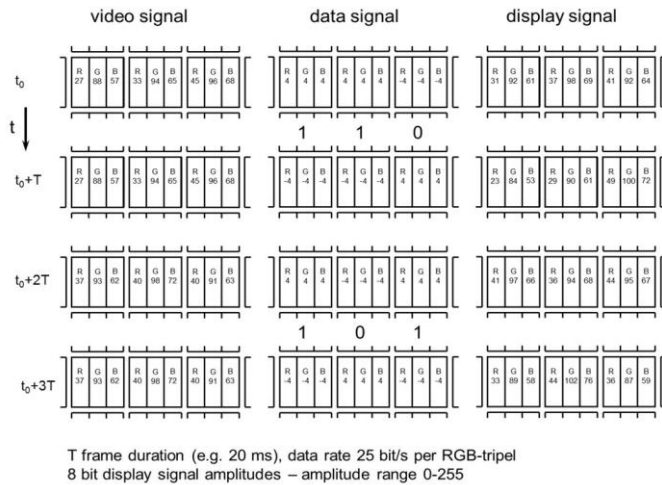 video signal data signal display signal
R G B R G B R G B R G B R G B R G B R G B R G B R G B
t₀ 27 88 57 33 94 65 45 96 68 4 4 4 4 4 4 -4 -4 -4 31 92 61 37 98 69 41 92 64
t
1 1 0
R G B R G B R G B R G B R G B R G B R G B R G B R G B
t₀+T 27 88 57 33 94 65 45 96 68 -4 -4 -4 -4 -4 -4 4 4 4 23 84 53 29 90 61 49 100 72
R G B R G B R G B R G B R G B R G B R G B R G B R G B
t₀+2T 37 93 62 40 98 72 40 91 63 4 4 4 -4 -4 -4 4 4 4 41 97 66 36 94 68 44 95 67
1 0 1
R G B R G B R G B R G B R G B R G B R G B R G B R G B
t₀+3T 37 93 62 40 98 72 40 91 63 -4 -4 -4 4 4 4 -4 -4 -4 33 89 58 44 102 76 36 87 59
T frame duration (e.g. 20 ms), data rate 25 bit/s per RGB-tripel
8 bit display signal amplitudes – amplitude range 0-255